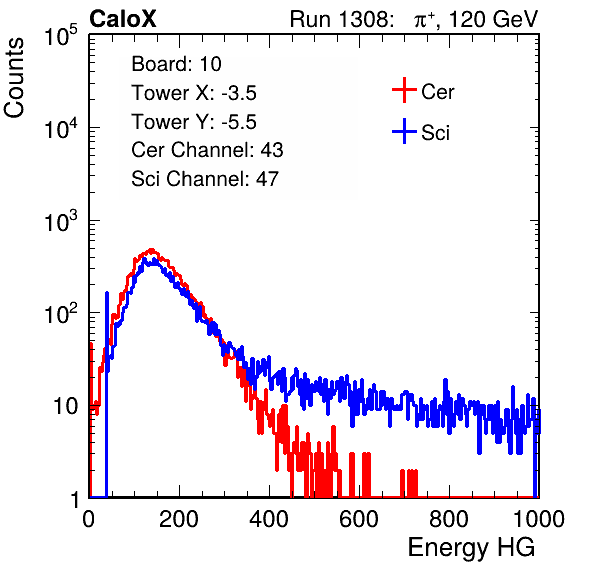 CaloX Run 1308: π⁺, 120 GeV
Counts
10⁵
10⁴
10³
10²
10
1
Board: 10
Tower X: -3.5
Tower Y: -5.5
Cer Channel: 43
Sci Channel: 47
Cer
Sci
0 200 400 600 800 1000
Energy HG